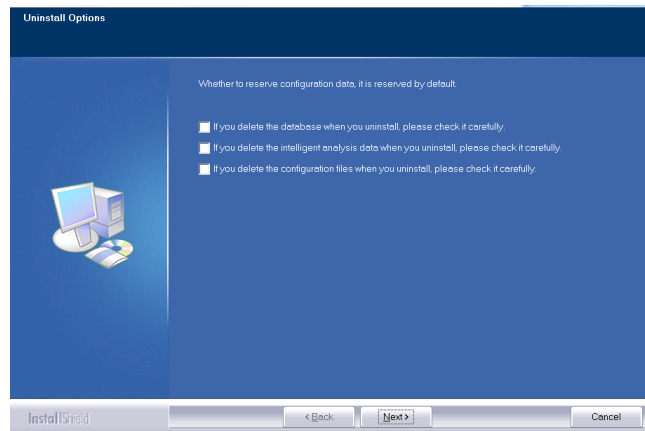 Uninstall Options
Whether to reserve configuration data, it is reserved by default.
If you delete the database when you uninstall, please check it carefully.
If you delete the intelligent analysis data when you uninstall, please check it carefully.
If you delete the configuration files when you uninstall, please check it carefully.
InstallShield
< Back
Next >
Cancel